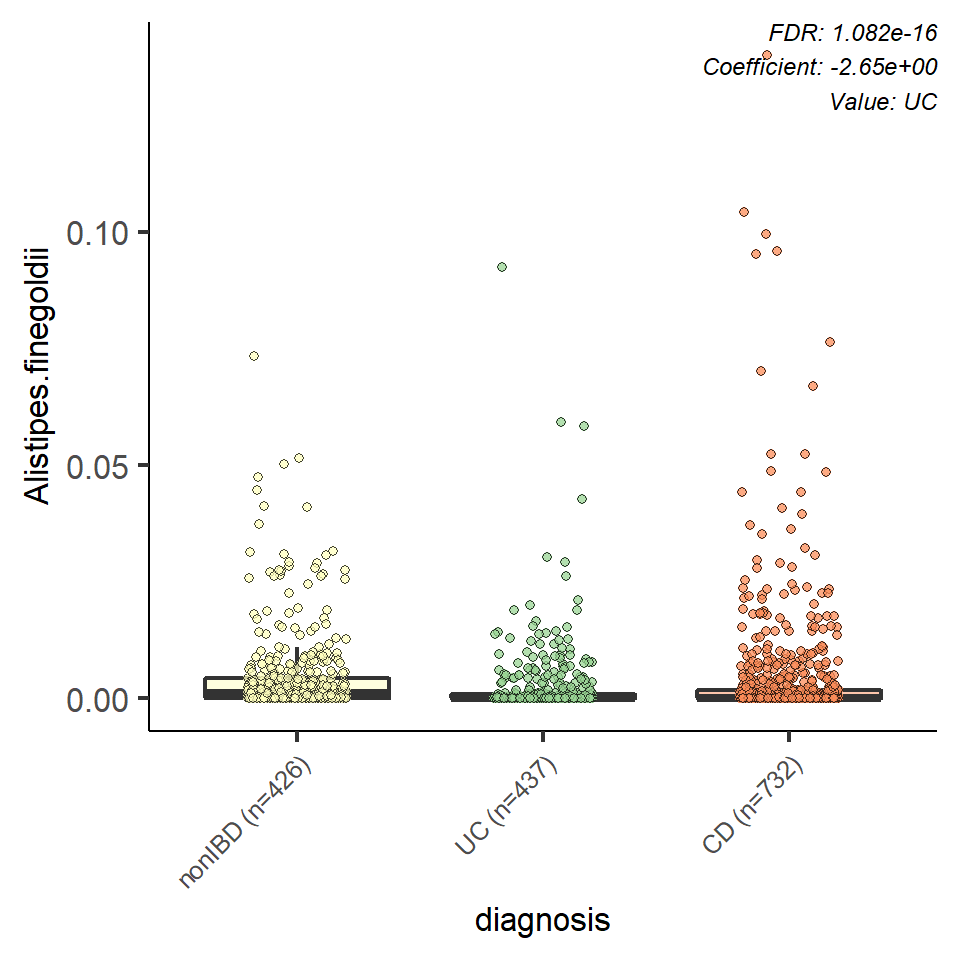 FDR: 1.082e-16
Coefficient: -2.65e+00
Value: UC
Alistipes.finegoldii
0.10
0.05
0.00
nonIBD (n=426)
UC (n=437)
CD (n=732)
diagnosis